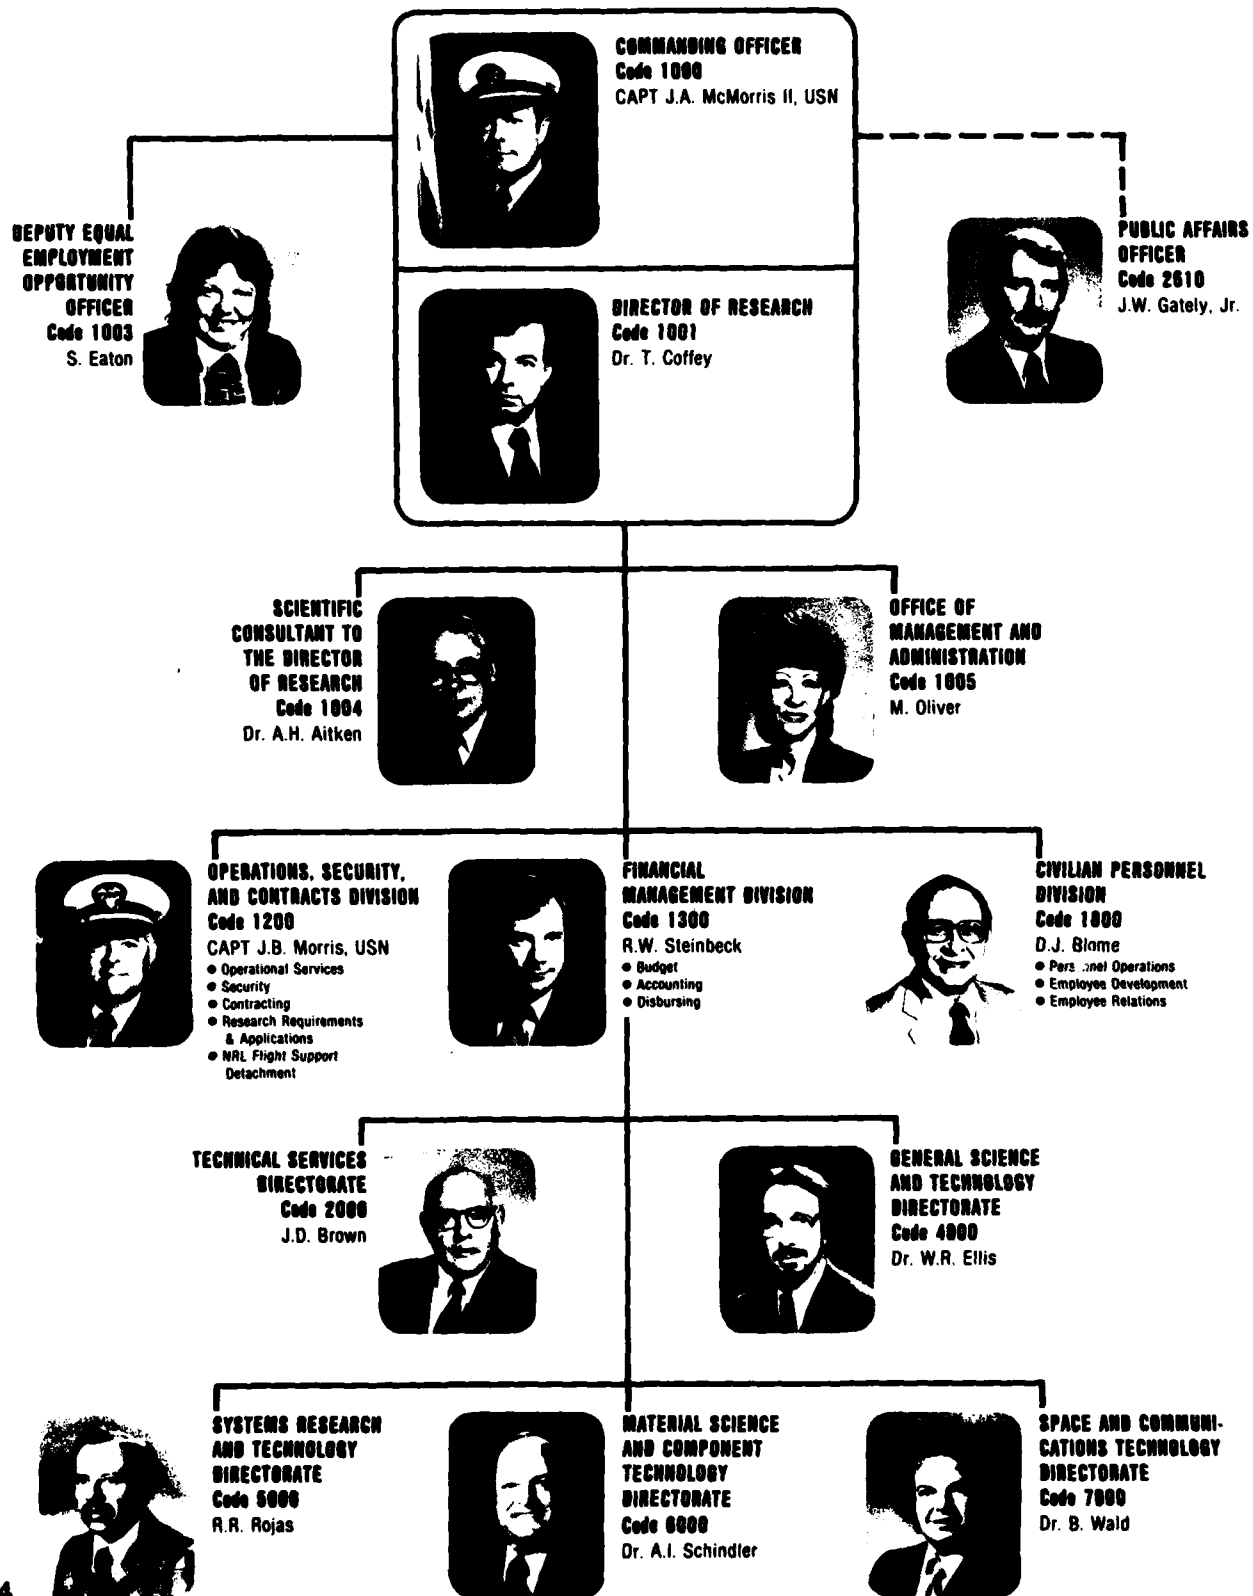 COMMANDING OFFICER
Code 1000
CAPT J.A. McMorris II, USN
DEPUTY EQUAL
EMPLOYMENT
OPPORTUNITY
OFFICER
Code 1003
S. Eaton
DIRECTOR OF RESEARCH
Code 1001
Dr. T. Coffey
PUBLIC AFFAIRS
OFFICER
Code 2610
J.W. Gately, Jr.
SCIENTIFIC
CONSULTANT TO
THE DIRECTOR
OF RESEARCH
Code 1004
Dr. A.H. Aitken
OFFICE OF
MANAGEMENT AND
ADMINISTRATION
Code 1005
M. Oliver
OPERATIONS, SECURITY,
AND CONTRACTS DIVISION
Code 1200
CAPT J.B. Morris, USN
● Operational Services
● Security
● Contracting
● Research Requirements
& Applications
● NRL Flight Support
Detachment
FINANCIAL
MANAGEMENT DIVISION
Code 1300
R.W. Steinbeck
● Budget
● Accounting
● Disbursing
CIVILIAN PERSONNEL
DIVISION
Code 1800
D.J. Blome
● Personnel Operations
● Employee Development
● Employee Relations
TECHNICAL SERVICES
DIRECTORATE
Code 2000
J.D. Brown
GENERAL SCIENCE
AND TECHNOLOGY
DIRECTORATE
Code 4000
Dr. W.R. Ellis
SYSTEMS RESEARCH
AND TECHNOLOGY
DIRECTORATE
Code 5000
R.R. Rojas
MATERIAL SCIENCE
AND COMPONENT
TECHNOLOGY
DIRECTORATE
Code 6000
Dr. A.I. Schindler
SPACE AND COMMUNI-
CATIONS TECHNOLOGY
DIRECTORATE
Code 7000
Dr. B. Wald
4